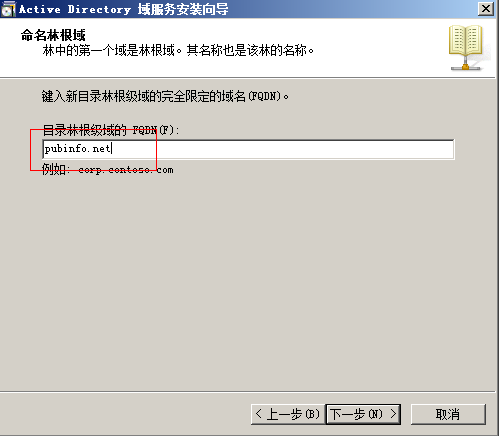 Active Directory 域服务安装向导
命名林根域
林中的第一个域是林根域。其名称也是该林的名称。
键入新目录林根级域的完全限定的域名(FQDN)。
目录林根级域的 FQDN(F):
pubinfo.net
例如: corp.contoso.com
< 上一步(B) 下一步(N) > 取消